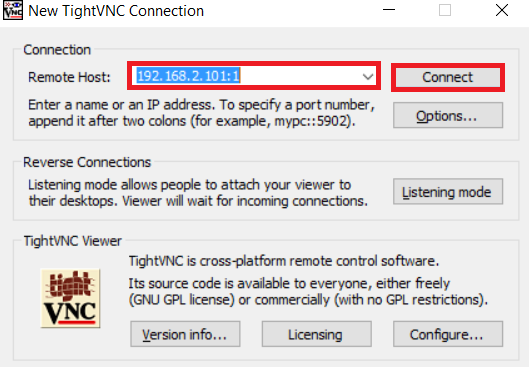 New TightVNC Connection
Connection
Remote Host:
192.168.2.101:1
Connect
Enter a name or an IP address. To specify a port number,
append it after two colons (for example, mypc::5902).
Options...
Reverse Connections
Listening mode allows people to attach your viewer to
their desktops. Viewer will wait for incoming connections.
Listening mode
TightVNC Viewer
tight
VNC
TightVNC is cross-platform remote control software.
Its source code is available to everyone, either freely
(GNU GPL license) or commercially (with no GPL restrictions).
Version info...
Licensing
Configure...